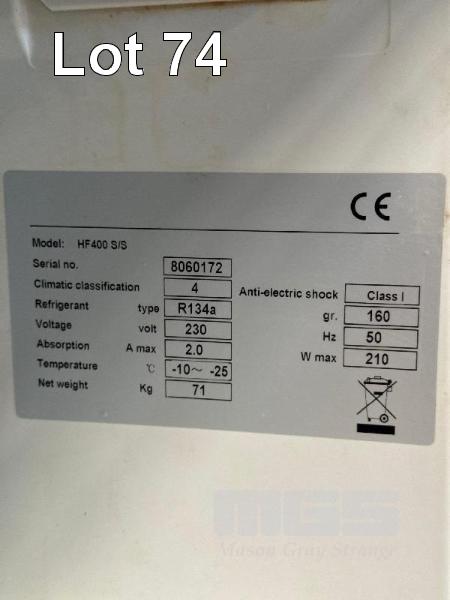 Lot 74
CE
Model: HF400 S/S
Serial no. 8060172
Climatic classification 4 Anti-electric shock Class I
Refrigerant type R134a gr. 160
Voltage volt 230 Hz 50
Absorption A max 2.0 W max 210
Temperature °C -10～ -25
Net weight Kg 71
MGS
Mason Gray Strange